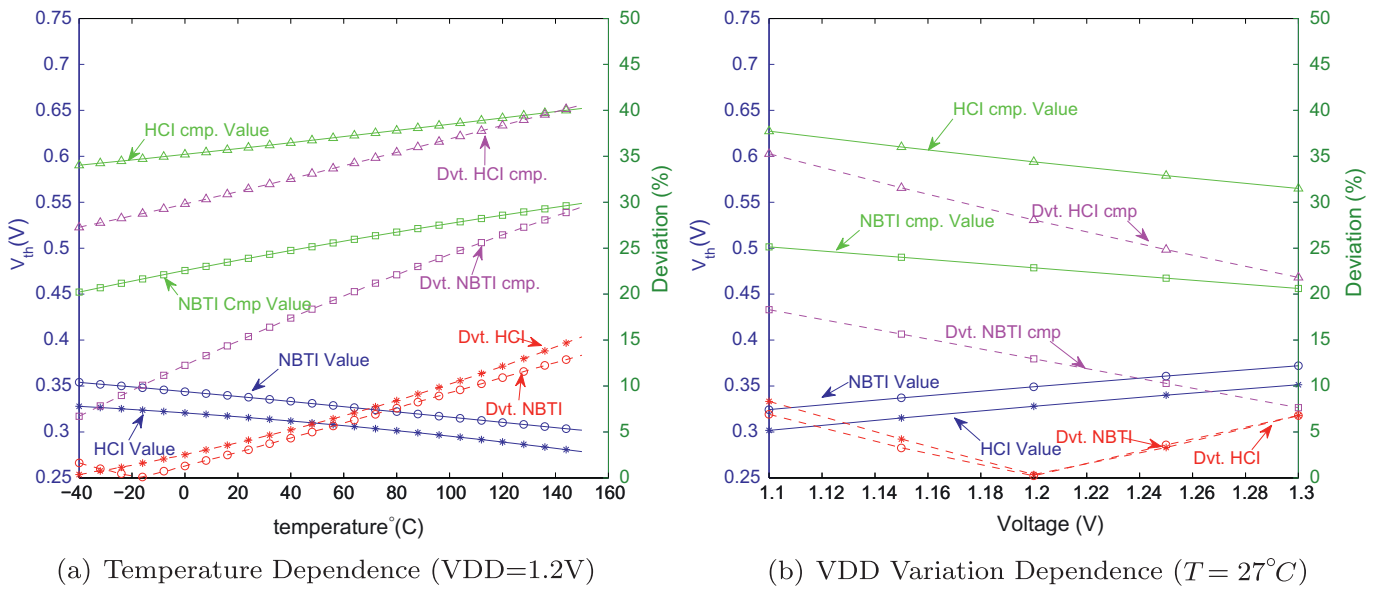 0.75
0.7
0.65
0.6
0.55
0.5
0.45
0.4
0.35
0.3
0.25
Vth(V)
50
45
40
35
30
25
20
15
10
5
0
Deviation (%)
HCI cmp. Value
Dvt. HCI cmp.
NBTI Cmp Value
Dvt. NBTI cmp.
Dvt. HCI
NBTI Value
Dvt. NBTI
HCI Value
−40 −20 0 20 40 60 80 100 120 140 160
temperature°(C)
(a) Temperature Dependence (VDD=1.2V)
0.75
0.7
0.65
0.6
0.55
0.5
0.45
0.4
0.35
0.3
0.25
Vth(V)
50
45
40
35
30
25
20
15
10
5
0
Deviation (%)
HCI cmp. Value
Dvt. HCI cmp
NBTI cmp. Value
Dvt. NBTI cmp
NBTI Value
Dvt. NBTI
HCI Value
Dvt. HCI
1.1 1.12 1.14 1.16 1.18 1.2 1.22 1.24 1.26 1.28 1.3
Voltage (V)
(b) VDD Variation Dependence (T = 27°C)